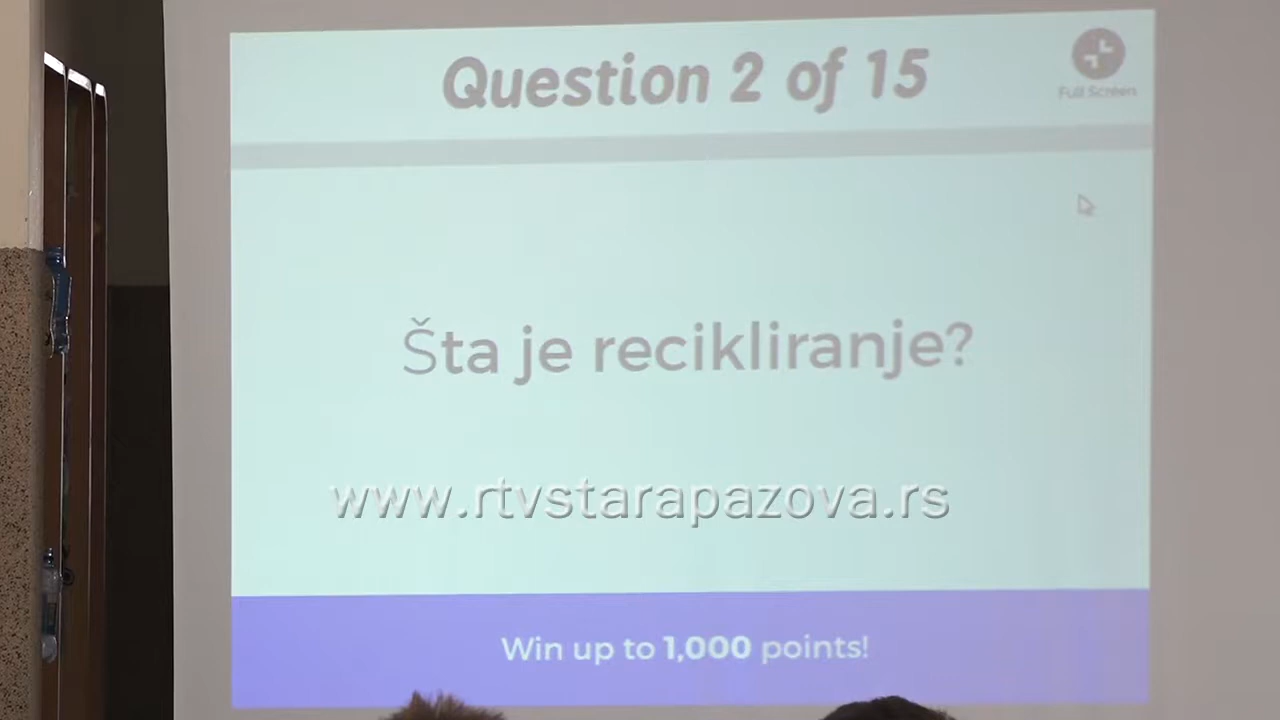 Question 2 of 15
Full Screen
Šta je recikliranje?
www.rtvstarapazova.rs
Win up to 1,000 points!